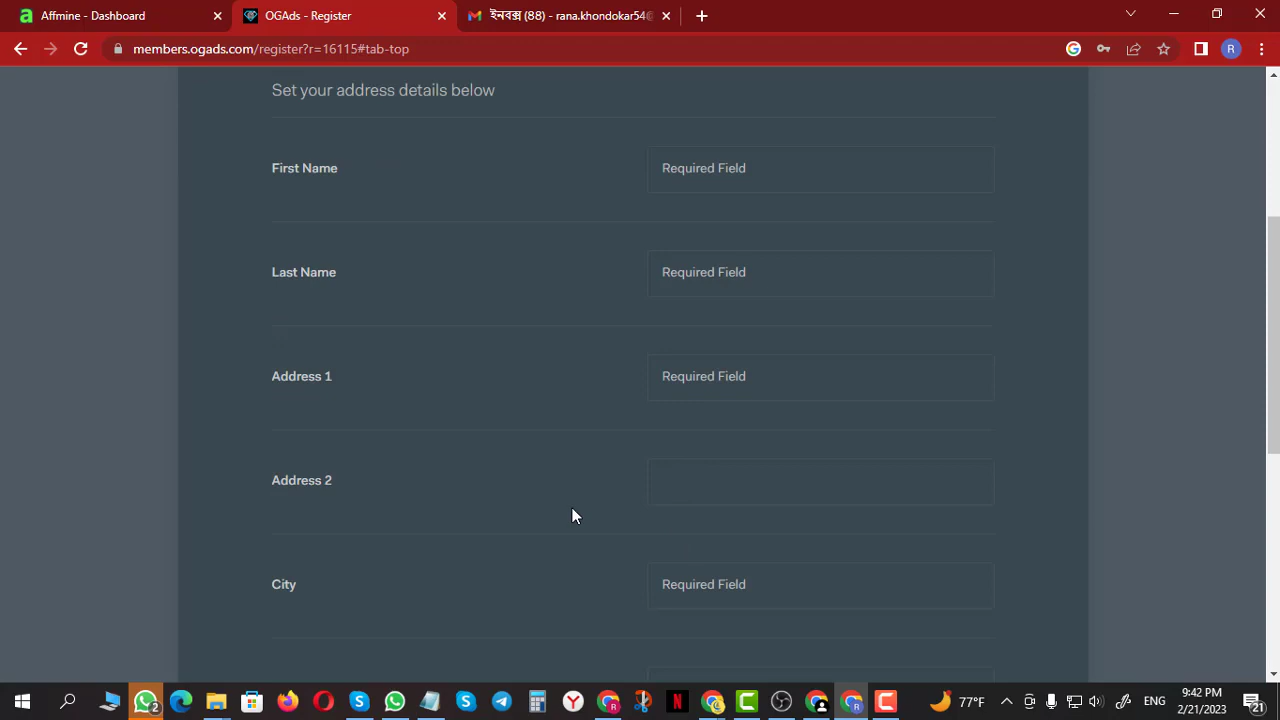 Affmine - Dashboard
OGAds - Register
ইনবক্স (88) - rana.khondokar54@
members.ogads.com/register?r=16115#tab-top
R
Set your address details below
First Name
Required Field
Last Name
Required Field
Address 1
Required Field
Address 2
City
Required Field
2
77°F
ENG
9:42 PM
2/21/2023
21